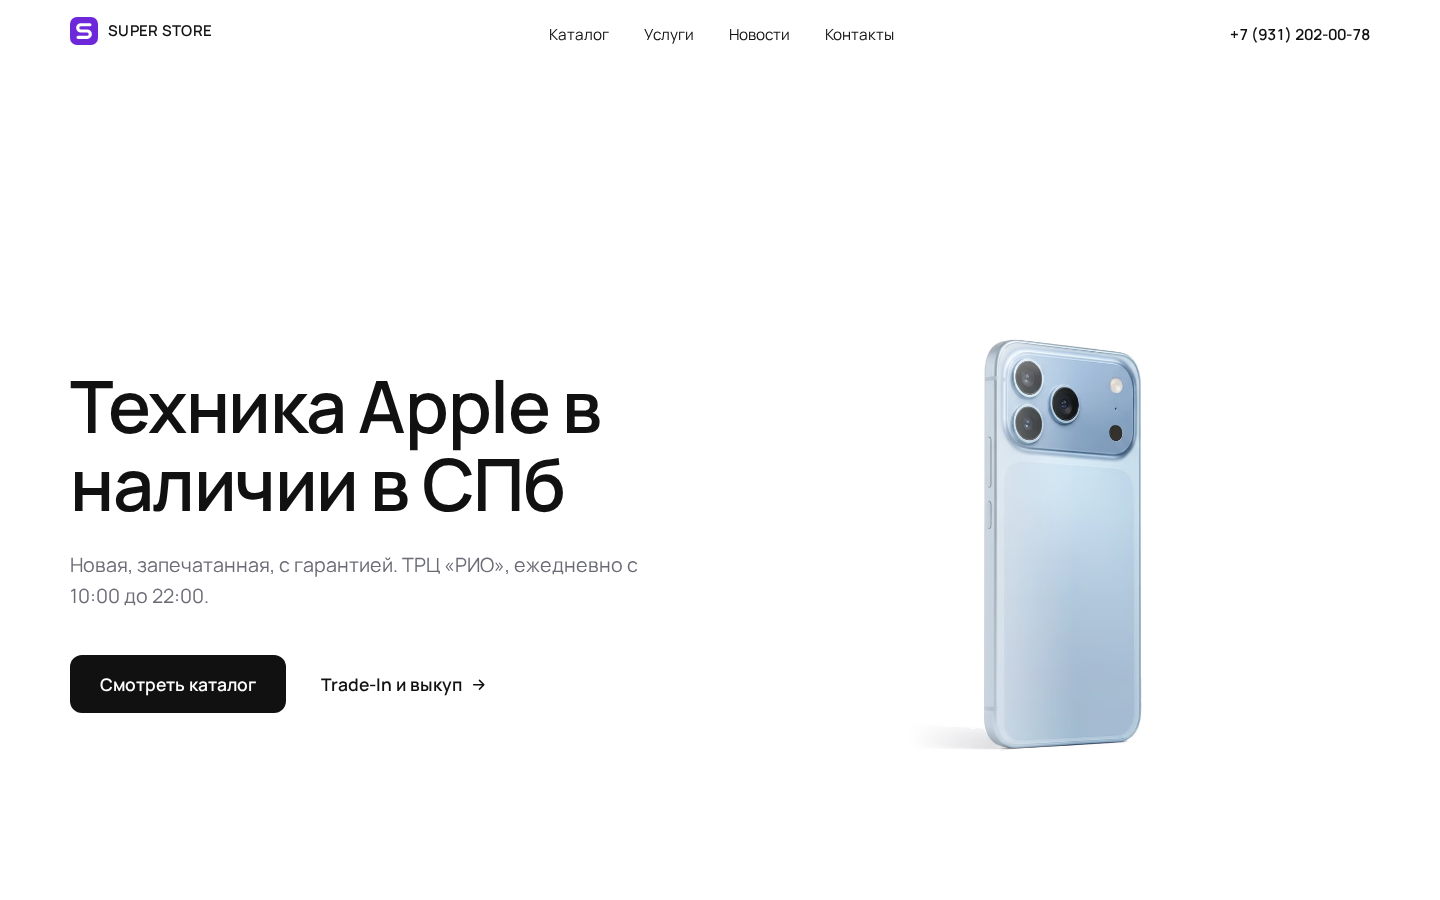 SUPER STORE
Каталог
Услуги
Новости
Контакты
+7 (931) 202-00-78
Техника Apple в
наличии в СПб
Новая, запечатанная, с гарантией. ТРЦ «РИО», ежедневно с
10:00 до 22:00.
Смотреть каталог
Trade-In и выкуп →